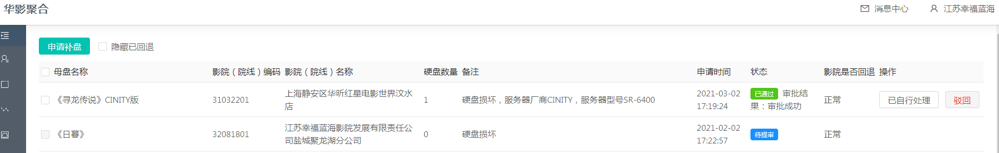 华影聚合
消息中心 江苏幸福蓝海
申请补盘 隐藏已回退
母盘名称 影院（院线）编码 影院（院线）名称 硬盘数量 备注 申请时间 状态 影院是否回退 操作
《寻龙传说》CINITY版 31032201 上海静安区华昕红星电影世界汶水 1 硬盘损坏，服务器厂商CINITY，服务器型号SR-6400 2021-03-02 已通过 审批结 正常 已自行处理 驳回
店 17:19:24 果：审批成功
《日暮》 32081801 江苏幸福蓝海影院发展有限责任公 0 硬盘损坏 2021-02-02 待提审 正常
司盐城聚龙湖分公司 17:22:57